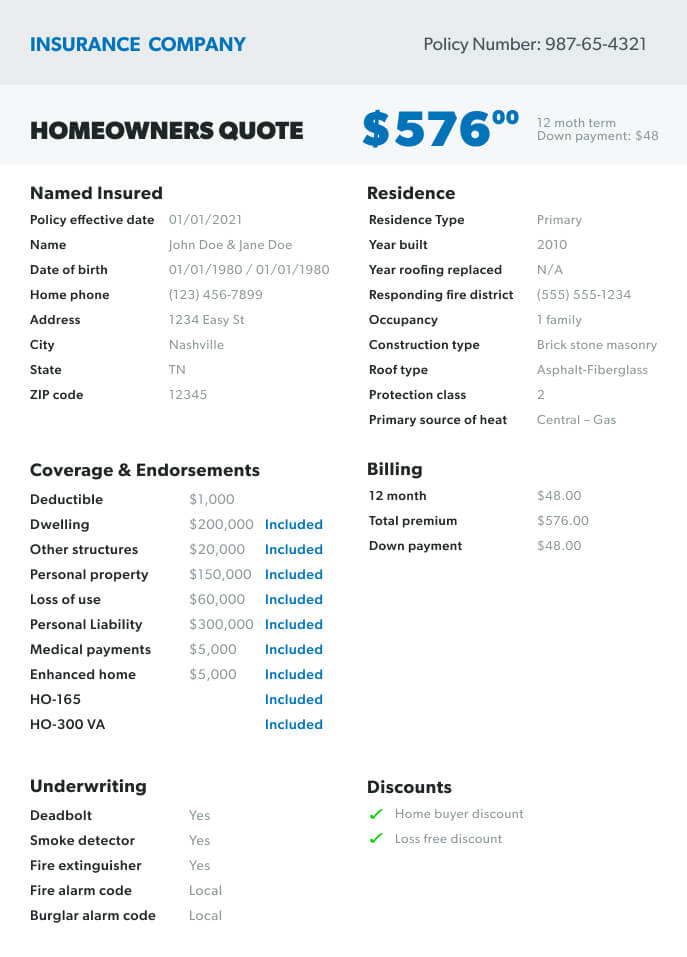 INSURANCE COMPANY
Policy Number: 987-65-4321
HOMEOWNERS QUOTE
$576 00
12 moth term
Down payment: $48
Named Insured
Policy effective date 01/01/2021
Name John Doe & Jane Doe
Date of birth 01/01/1980 / 01/01/1980
Home phone (123) 456-7899
Address 1234 Easy St
City Nashville
State TN
ZIP code 12345
Residence
Residence Type Primary
Year built 2010
Year roofing replaced N/A
Responding fire district (555) 555-1234
Occupancy 1 family
Construction type Brick stone masonry
Roof type Asphalt-Fiberglass
Protection class 2
Primary source of heat Central – Gas
Coverage & Endorsements
Deductible $1,000
Dwelling $200,000 Included
Other structures $20,000 Included
Personal property $150,000 Included
Loss of use $60,000 Included
Personal Liability $300,000 Included
Medical payments $5,000 Included
Enhanced home $5,000 Included
HO-165 Included
HO-300 VA Included
Billing
12 month $48.00
Total premium $576.00
Down payment $48.00
Underwriting
Deadbolt Yes
Smoke detector Yes
Fire extinguisher Yes
Fire alarm code Local
Burglar alarm code Local
Discounts
Home buyer discount
Loss free discount